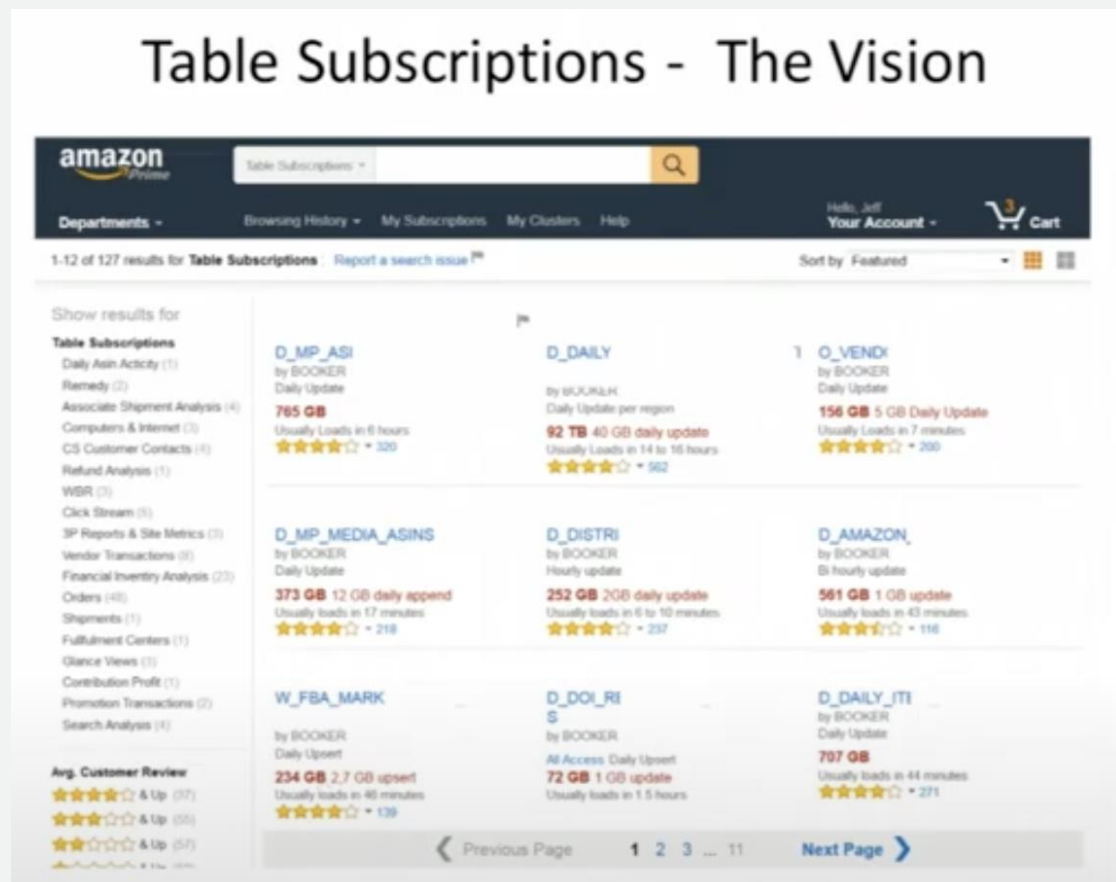 Table Subscriptions - The Vision
amazon
Prime
Table Subscriptions
Departments
Browsing History
My Subscriptions
My Clusters
Help
Hello, Jeff
Your Account
3
Cart
1-12 of 127 results for Table Subscriptions
Report a search issue
Sort by Featured
Show results for
Table Subscriptions
Daily Asin Acticity (1)
Remedy (2)
Associate Shipment Analysis (4)
Computers & Internet (3)
CS Customer Contacts (4)
Refund Analysis (1)
WBR (3)
Click Stream (5)
3P Reports & Site Metrics (3)
Vendor Transactions (8)
Financial Inventiry Analysis (23)
Orders (48)
Shipments (1)
Fullfulment Centers (1)
Glance Views (3)
Contribution Profit (1)
Promotion Transactions (2)
Search Analysis (4)
Avg. Customer Review
& Up (37)
& Up (55)
& Up (57)
D_MP_ASI
by BOOKER
Daily Update
765 GB
Usually Loads in 6 hours
320
D_DAILY
by BOOKER
Daily Update per region
92 TB 40 GB daily update
Usually Loads in 14 to 16 hours
562
O_VEND
by BOOKER
Daily Update
156 GB 5 GB Daily Update
Usually Loads in 7 minutes
200
D_MP_MEDIA_ASINS
by BOOKER
Daily Update
373 GB 12 GB daily append
Usually loads in 17 minutes
218
D_DISTRI
by BOOKER
Hourly update
252 GB 2GB daily update
Usually loads in 6 to 10 minutes
237
D_AMAZON_
by BOOKER
Bi hourly update
561 GB 1 GB update
Usually loads in 43 minutes
116
W_FBA_MARK
by BOOKER
Daily Upsert
234 GB 2.7 GB upsert
Usually loads in 46 minutes
139
D_DOI_RE
S
by BOOKER
All Access Daily Upsert
72 GB 1 GB update
Usually loads in 1.5 hours
D_DAILY_ITE
by BOOKER
Daily Update
707 GB
Usually loads in 44 minutes
271
Previous Page
1 2 3 ... 11
Next Page